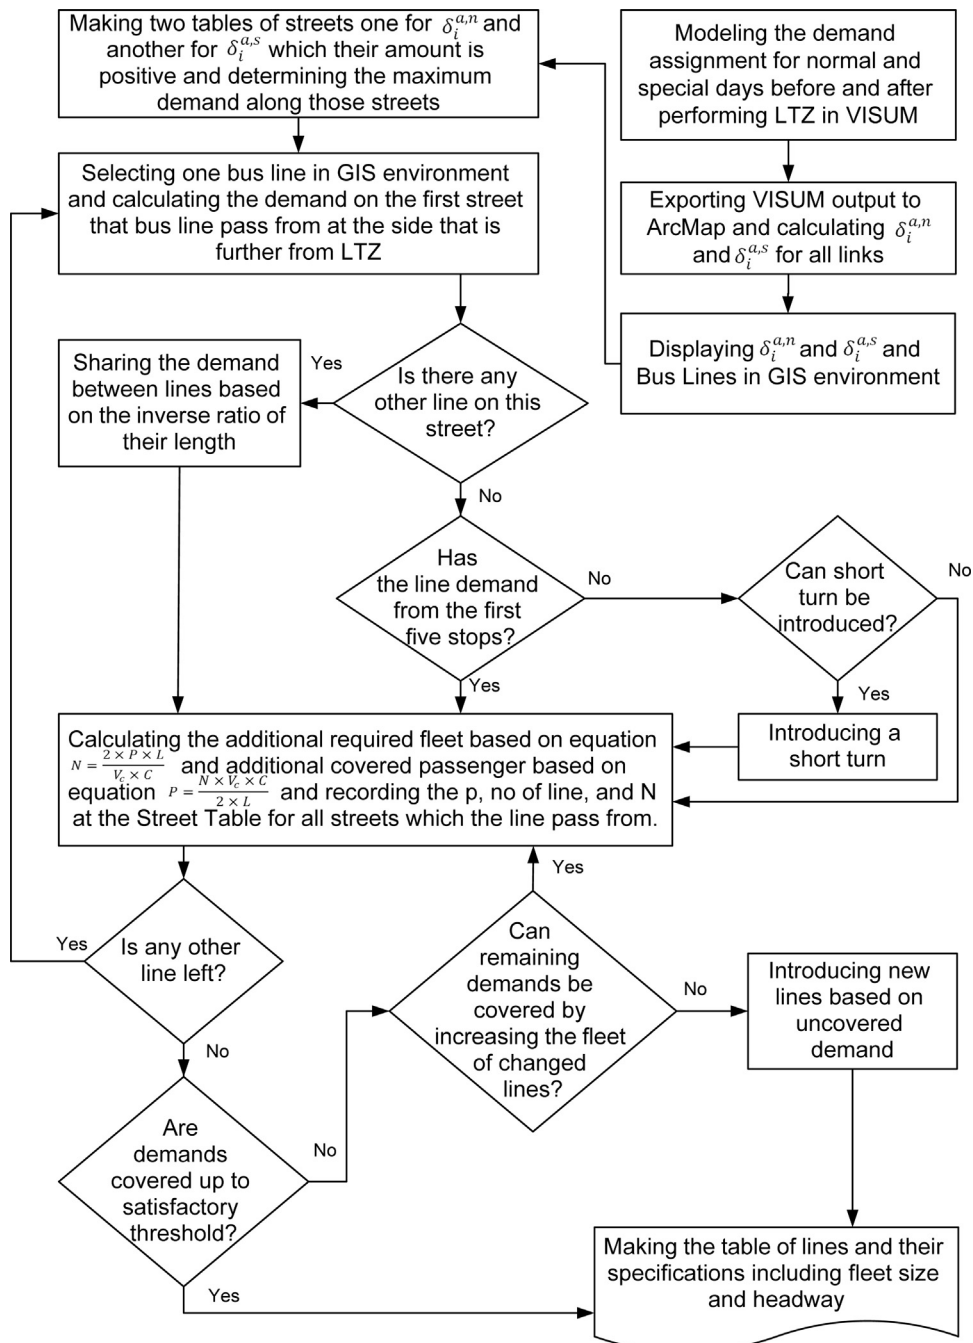 Making two tables of streets one for δ_i^{a,n} and
another for δ_i^{a,s} which their amount is
positive and determining the maximum
demand along those streets
Modeling the demand
assignment for normal and
special days before and after
performing LTZ in VISUM
Selecting one bus line in GIS environment
and calculating the demand on the first street
that bus line pass from at the side that is
further from LTZ
Exporting VISUM output to
ArcMap and calculating δ_i^{a,n}
and δ_i^{a,s} for all links
Displaying δ_i^{a,n} and δ_i^{a,s} and
Bus Lines in GIS environment
Sharing the demand
between lines based
on the inverse ratio of
their length
Yes
Is there any
other line on this
street?
No
Has
the line demand
from the first
five stops?
No
Can short
turn be
introduced?
No
Yes
Yes
Introducing a
short turn
Calculating the additional required fleet based on equation
N = \frac{2 × P × L}{V_c × C} and additional covered passenger based on
equation P = \frac{N × V_c × C}{2 × L} and recording the p, no of line, and N
at the Street Table for all streets which the line pass from.
Yes
Is any other
line left?
Yes
No
Can
remaining
demands be
covered by
increasing the fleet
of changed
lines?
No
Introducing new
lines based on
uncovered
demand
Are
demands
covered up to
satisfactory
threshold?
No
Yes
Making the table of lines and their
specifications including fleet size
and headway